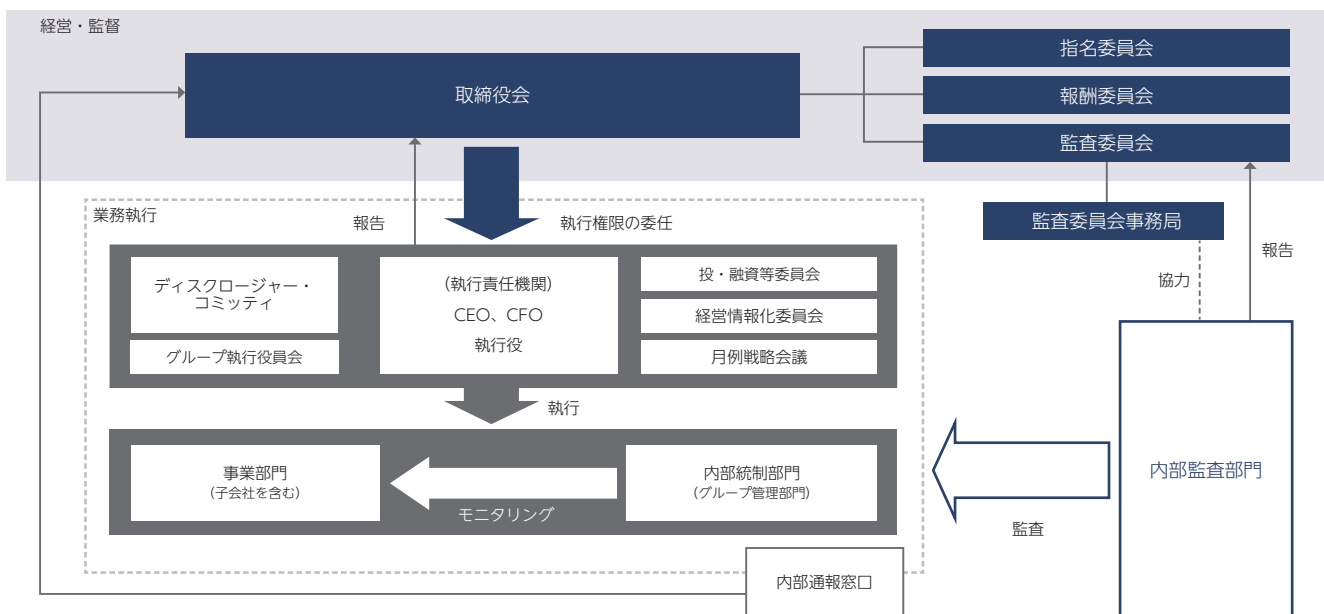 経営・監督
取締役会
指名委員会
報酬委員会
監査委員会
監査委員会事務局
業務執行
報告
執行権限の委任
報告
協力
ディスクロージャー・
コミッティ
グループ執行役員会
(執行責任機関)
CEO、CFO
執行役
投・融資等委員会
経営情報化委員会
月例戦略会議
執行
事業部門
(子会社を含む)
モニタリング
内部統制部門
(グループ管理部門)
監査
内部監査部門
内部通報窓口